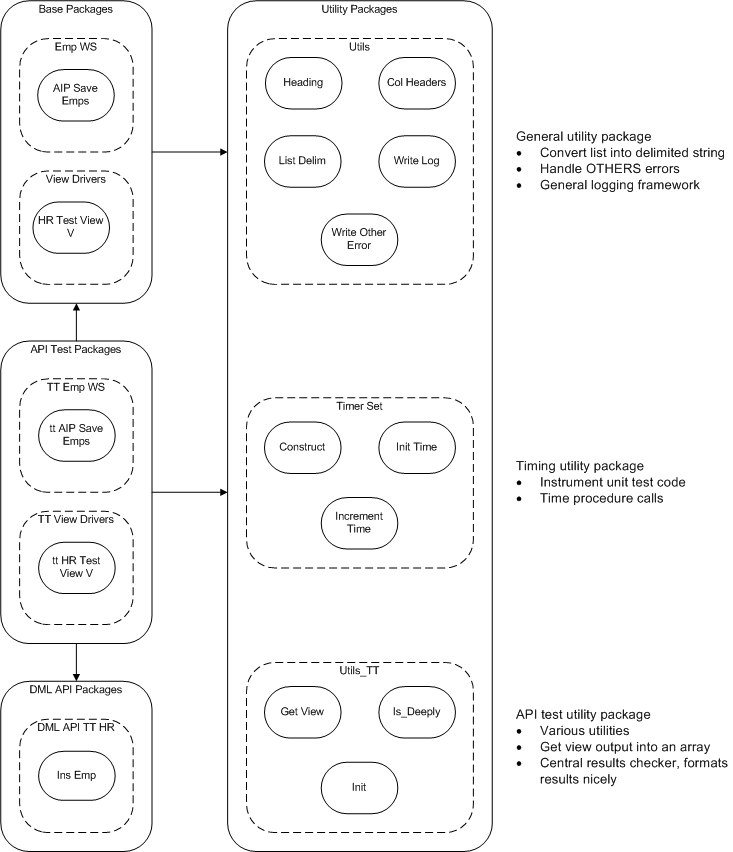 Base Packages
Emp WS
AIP Save
Emps
View Drivers
HR Test View
V
API Test Packages
TT Emp WS
tt AIP Save
Emps
TT View Drivers
tt HR Test
View V
DML API Packages
DML API TT HR
Ins Emp
Utility Packages
Utils
Heading
Col Headers
List Delim
Write Log
Write Other
Error
Timer Set
Construct
Init Time
Increment
Time
Utils_TT
Get View
Is_Deeply
Init
General utility package
• Convert list into delimited string
• Handle OTHERS errors
• General logging framework
Timing utility package
• Instrument unit test code
• Time procedure calls
API test utility package
• Various utilities
• Get view output into an array
• Central results checker, formats
results nicely